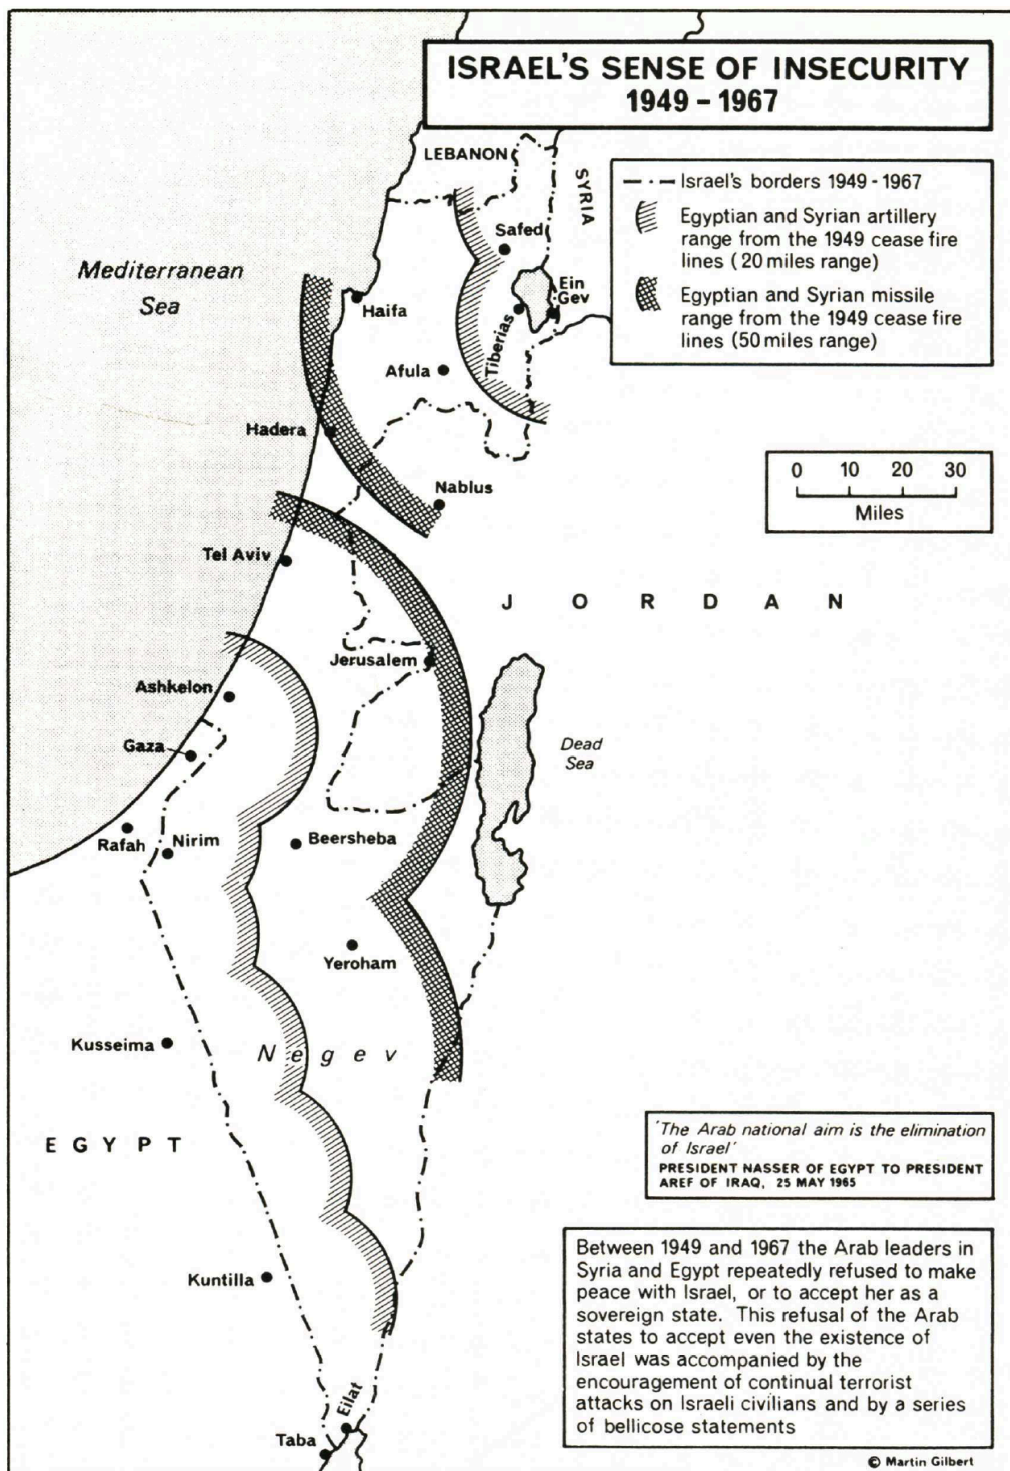 ISRAEL'S SENSE OF INSECURITY
1949 - 1967
LEBANON
SYRIA
Israel's borders 1949 - 1967
Egyptian and Syrian artillery
range from the 1949 cease fire
lines (20 miles range)
Egyptian and Syrian missile
range from the 1949 cease fire
lines (50 miles range)
Safed
Mediterranean
Sea
Haifa
Ein
Gev
Tiberias
Afula
Hadera
0 10 20 30
Miles
Nablus
Tel Aviv
JORDAN
Jerusalem
Ashkelon
Gaza
Dead
Sea
Rafah
Nirim
Beersheba
Yeroham
Kusseima
Negev
EGYPT
'The Arab national aim is the elimination
of Israel'
PRESIDENT NASSER OF EGYPT TO PRESIDENT
AREF OF IRAQ, 25 MAY 1965
Kuntilla
Between 1949 and 1967 the Arab leaders in
Syria and Egypt repeatedly refused to make
peace with Israel, or to accept her as a
sovereign state. This refusal of the Arab
states to accept even the existence of
Israel was accompanied by the
encouragement of continual terrorist
attacks on Israeli civilians and by a series
of bellicose statements
Eilat
Taba
© Martin Gilbert